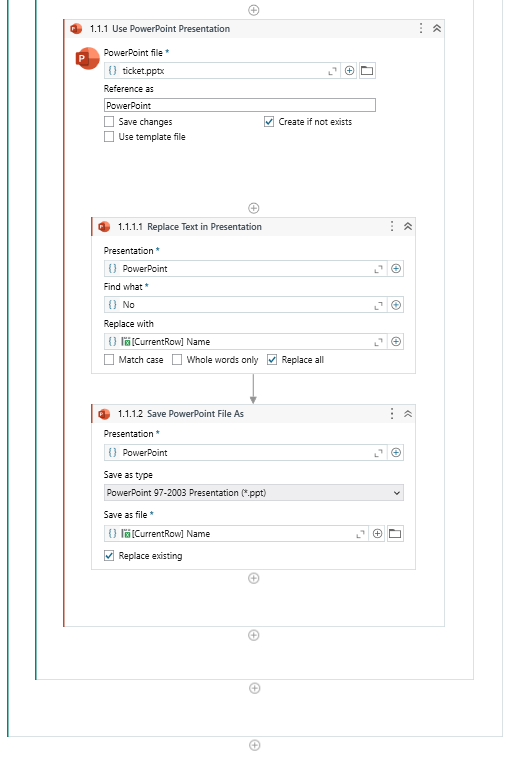 1.1.1 Use PowerPoint Presentation
PowerPoint file *
ticket.pptx
Reference as
PowerPoint
Save changes
Create if not exists
Use template file
1.1.1.1 Replace Text in Presentation
Presentation *
PowerPoint
Find what *
No
Replace with
[CurrentRow] Name
Match case
Whole words only
Replace all
1.1.1.2 Save PowerPoint File As
Presentation *
PowerPoint
Save as type
PowerPoint 97-2003 Presentation (*.ppt)
Save as file *
[CurrentRow] Name
Replace existing